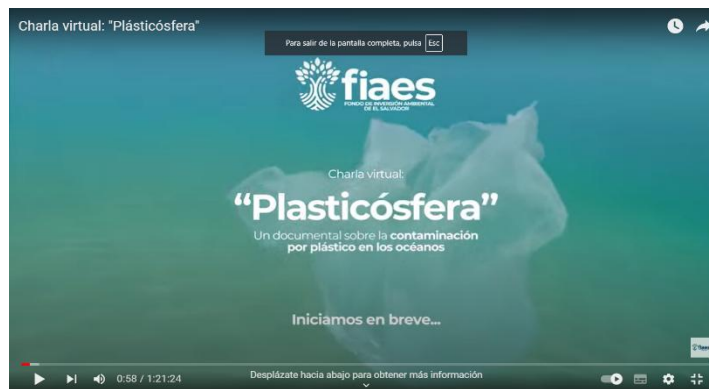 Charla virtual: "Plásticósfera"
Para salir de la pantalla completa, pulsa Esc
fiaes
FONDO DE INVERSIÓN AMBIENTAL
DE EL SALVADOR
Charla virtual:
“Plasticósfera”
Un documental sobre la contaminación
por plástico en los océanos
Iniciamos en breve...
0:58 / 1:21:24
Desplázate hacia abajo para obtener más información